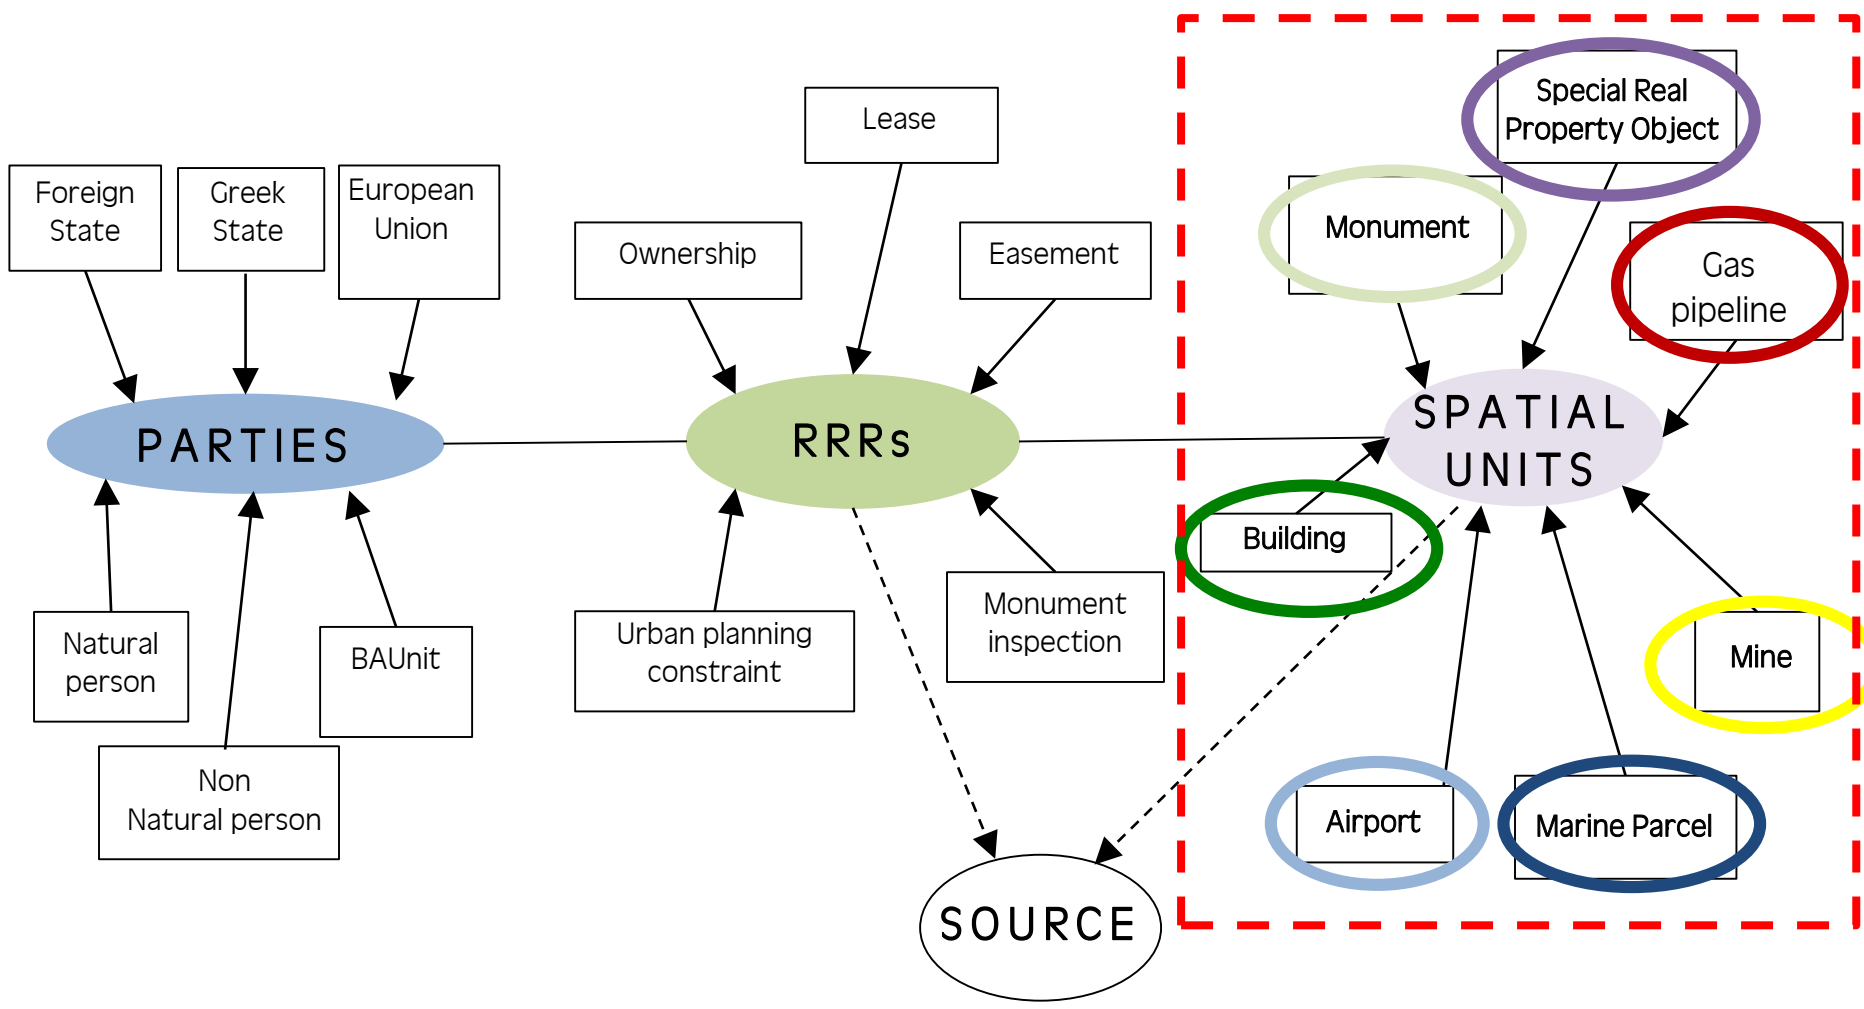 Foreign
State
Greek
State
European
Union
Lease
Ownership
Easement
Special Real
Property Object
Monument
Gas
pipeline
PARTIES
RRRs
SPATIAL
UNITS
Building
Natural
person
BAUnit
Non
Natural person
Urban planning
constraint
Monument
inspection
Mine
Airport
Marine Parcel
SOURCE